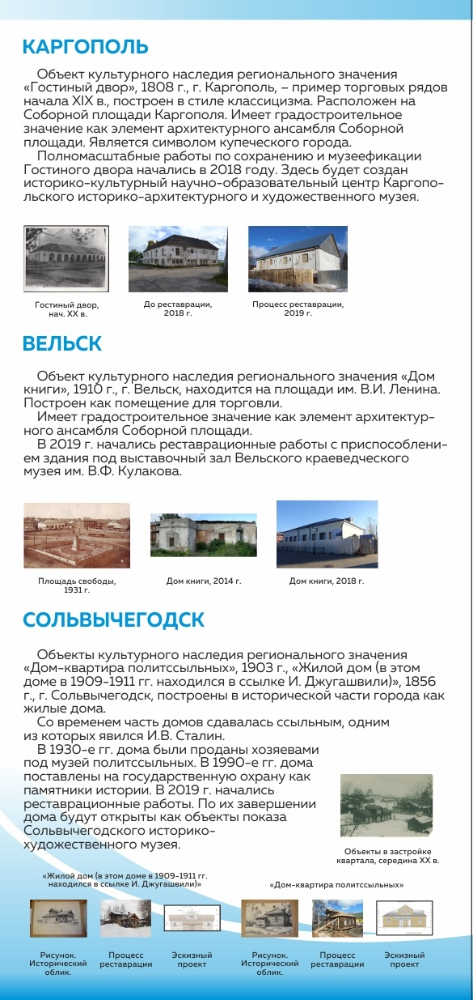 КАРГОПОЛЬ
Объект культурного наследия регионального значения
«Гостиный двор», 1808 г., г. Каргополь, – пример торговых рядов
начала XIX в., построен в стиле классицизма. Расположен на
Соборной площади Каргополя. Имеет градостроительное
значение как элемент архитектурного ансамбля Соборной
площади. Является символом купеческого города.
Полномасштабные работы по сохранению и музеефикации
Гостиного двора начались в 2018 году. Здесь будет создан
историко-культурный научно-образовательный центр Каргопо-
льского историко-архитектурного и художественного музея.
Гостиный двор,
нач. XX в.
До реставрации,
2018 г.
Процесс реставрации,
2019 г.
ВЕЛЬСК
Объект культурного наследия регионального значения «Дом
книги», 1910 г., г. Вельск, находится на площади им. В.И. Ленина.
Построен как помещение для торговли.
Имеет градостроительное значение как элемент архитектур-
ного ансамбля Соборной площади.
В 2019 г. начались реставрационные работы с приспособлени-
ем здания под выставочный зал Вельского краеведческого
музея им. В.Ф. Кулакова.
Площадь свободы,
1931 г.
Дом книги, 2014 г.
Дом книги, 2018 г.
СОЛЬВЫЧЕГОДСК
Объекты культурного наследия регионального значения
«Дом-квартира политссыльных», 1903 г., «Жилой дом (в этом
доме в 1909-1911 гг. находился в ссылке И. Джугашвили)», 1856
г., г. Сольвычегодск, построены в исторической части города как
жилые дома.
Со временем часть домов сдавалась ссыльным, одним
из которых явился И.В. Сталин.
В 1930-е гг. дома были проданы хозяевами
под музей политссыльных. В 1990-е гг. дома
поставлены на государственную охрану как
памятники истории. В 2019 г. начались
реставрационные работы. По их завершении
дома будут открыты как объекты показа
Сольвычегодского историко-
художественного музея.
Объекты в застройке
квартала, середина XX в.
«Жилой дом (в этом доме в 1909-1911 гг.
находился в ссылке И. Джугашвили)»
«Дом-квартира политссыльных»
Рисунок.
Исторический
облик.
Процесс
реставрации
Эскизный
проект
Рисунок.
Исторический
облик.
Процесс
реставрации
Эскизный
проект